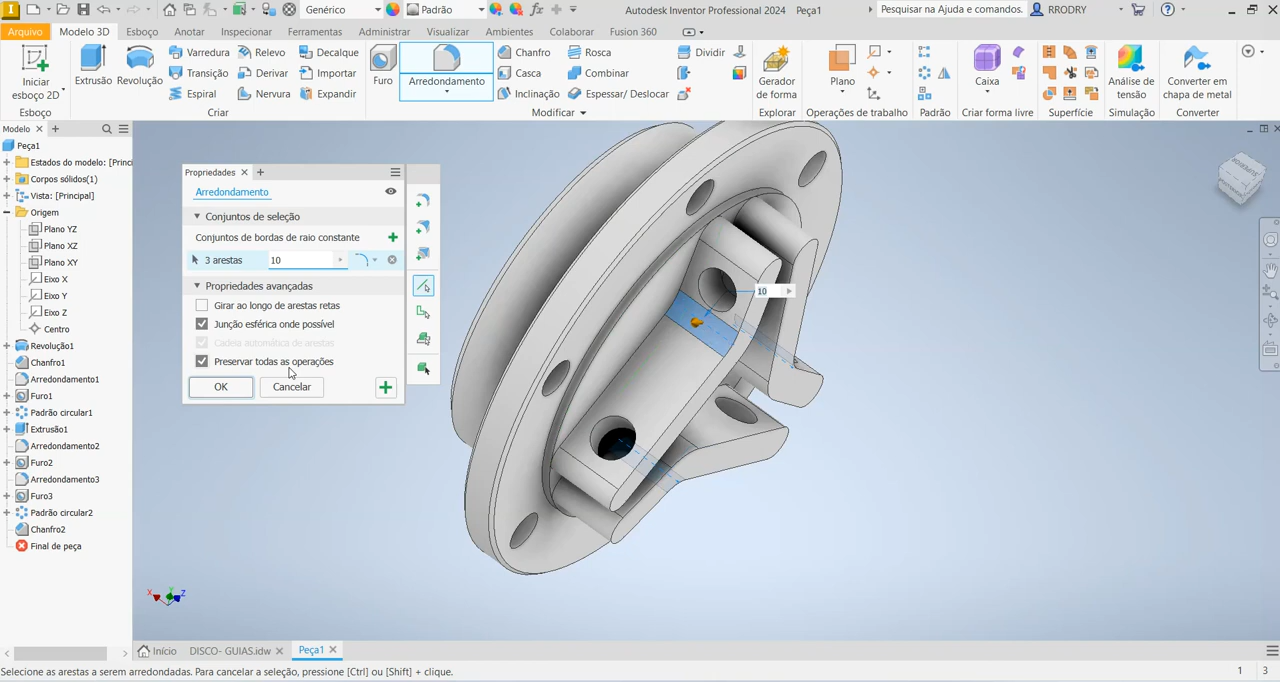 Genérico
Padrão
Autodesk Inventor Professional 2024 Peça1
Pesquisar na Ajuda e comandos.
RRODRY
Arquivo Modelo 3D Esboço Anotar Inspecionar Ferramentas Administrar Visualizar Ambientes Colaborar Fusion 360
Iniciar
esboço 2D
Extrusão
Revolução
Varredura
Relevo
Decalque
Transição
Derivar
Importar
Espiral
Nervura
Expandir
Furo
Arredondamento
Chanfro
Rosca
Casca
Combinar
Inclinação
Espessar/ Deslocar
Dividir
Gerador
de forma
Plano
Caixa
Análise de
tensão
Converter em
chapa de metal
Esboço Criar Modificar Explorar Operações de trabalho Padrão Criar forma livre Superfície Simulação Converter
Modelo
Peça1
Estados do modelo: [Princi
Corpos sólidos(1)
Vista: [Principal]
Origem
Plano YZ
Plano XZ
Plano XY
Eixo X
Eixo Y
Eixo Z
Centro
Revolução1
Chanfro1
Arredondamento1
Furo1
Padrão circular1
Extrusão1
Arredondamento2
Furo2
Arredondamento3
Furo3
Padrão circular2
Chanfro2
Final de peça
Propriedades
Arredondamento
Conjuntos de seleção
Conjuntos de bordas de raio constante
3 arestas 10
Propriedades avançadas
Girar ao longo de arestas retas
Junção esférica onde possível
Cadeia automática de arestas
Preservar todas as operações
OK Cancelar
10
X Y Z
Início DISCO- GUIAS.idw Peça1
Selecione as arestas a serem arredondadas. Para cancelar a seleção, pressione [Ctrl] ou [Shift] + clique.
1 3